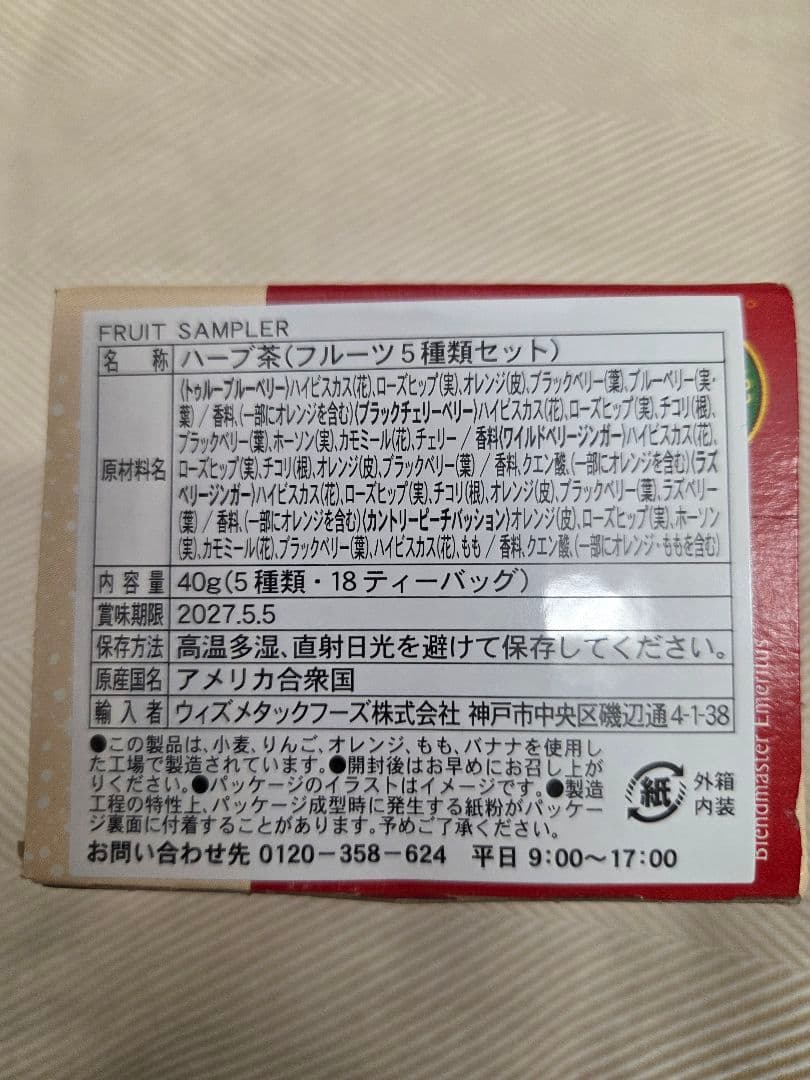 FRUIT SAMPLER
名 称 ハーブ茶(フルーツ5種類セット)
原材料名
(トゥルーブルーベリー)ハイビスカス(花)、ローズヒップ(実)、オレンジ(皮)、ブラックベリー(葉)、ブルーベリー(実・
葉) / 香料、(一部にオレンジを含む)(ブラックチェリーベリー)ハイビスカス(花)、ローズヒップ(実)、チコリ(根)、
ブラックベリー(葉)、ホーソン(実)、カモミール(花)、チェリー / 香料(ワイルドベリージンガー)ハイビスカス(花)、
ローズヒップ(実)、チコリ(根)、オレンジ(皮)、ブラックベリー(葉) / 香料、クエン酸、(一部にオレンジを含む)(ラズ
ベリージンガー)ハイビスカス(花)、ローズヒップ(実)、チコリ(根)、オレンジ(皮)、ブラックベリー(葉)、ラズベリー
(葉) / 香料、(一部にオレンジを含む)(カントリーピーチパッション)オレンジ(皮)、ローズヒップ(実)、ホーソン
(実)、カモミール(花)、ブラックベリー(葉)、ハイビスカス(花)、もも / 香料、クエン酸、(一部にオレンジ・ももを含む)
内容量 40g(5種類・18ティーバッグ)
賞味期限 2027.5.5
保存方法 高温多湿、直射日光を避けて保存してください。
原産国名 アメリカ合衆国
輸入者 ウィズメタックフーズ株式会社 神戸市中央区磯辺通4-1-38
●この製品は、小麦、りんご、オレンジ、もも、バナナを使用し
た工場で製造されています。●開封後はお早めにお召し上が
りください。●パッケージのイラストはイメージです。●製造
工程の特性上、パッケージ成型時に発生する紙粉がパッケー
ジ裏面に付着することがあります。予めご了承ください。
紙 外箱
内装
お問い合わせ先 0120-358-624 平日 9:00〜17:00
Blendmaster Emeritus